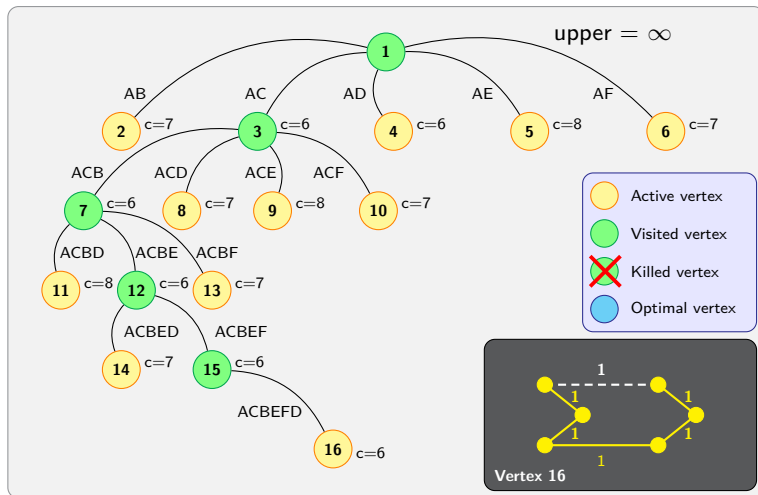 upper = ∞
1
AB
AC
AD
AE
AF
2
c=7
3
c=6
4
c=6
5
c=8
6
c=7
ACB
ACD
ACE
ACF
7
c=6
8
c=7
9
c=8
10
c=7
ACBD
ACBE
ACBF
11
c=8
12
c=6
13
c=7
ACBED
ACBEF
14
c=7
15
c=6
ACBEFD
16
c=6
Active vertex
Visited vertex
Killed vertex
Optimal vertex
1
1
1
1
1
1
Vertex 16